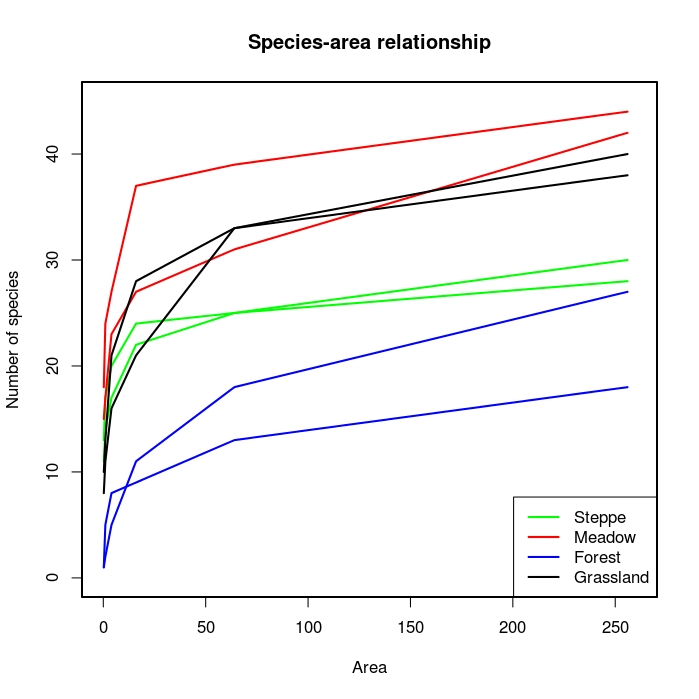 Species-area relationship
Number of species
40
30
20
10
0
0 50 100 150 200 250
Area
Steppe
Meadow
Forest
Grassland